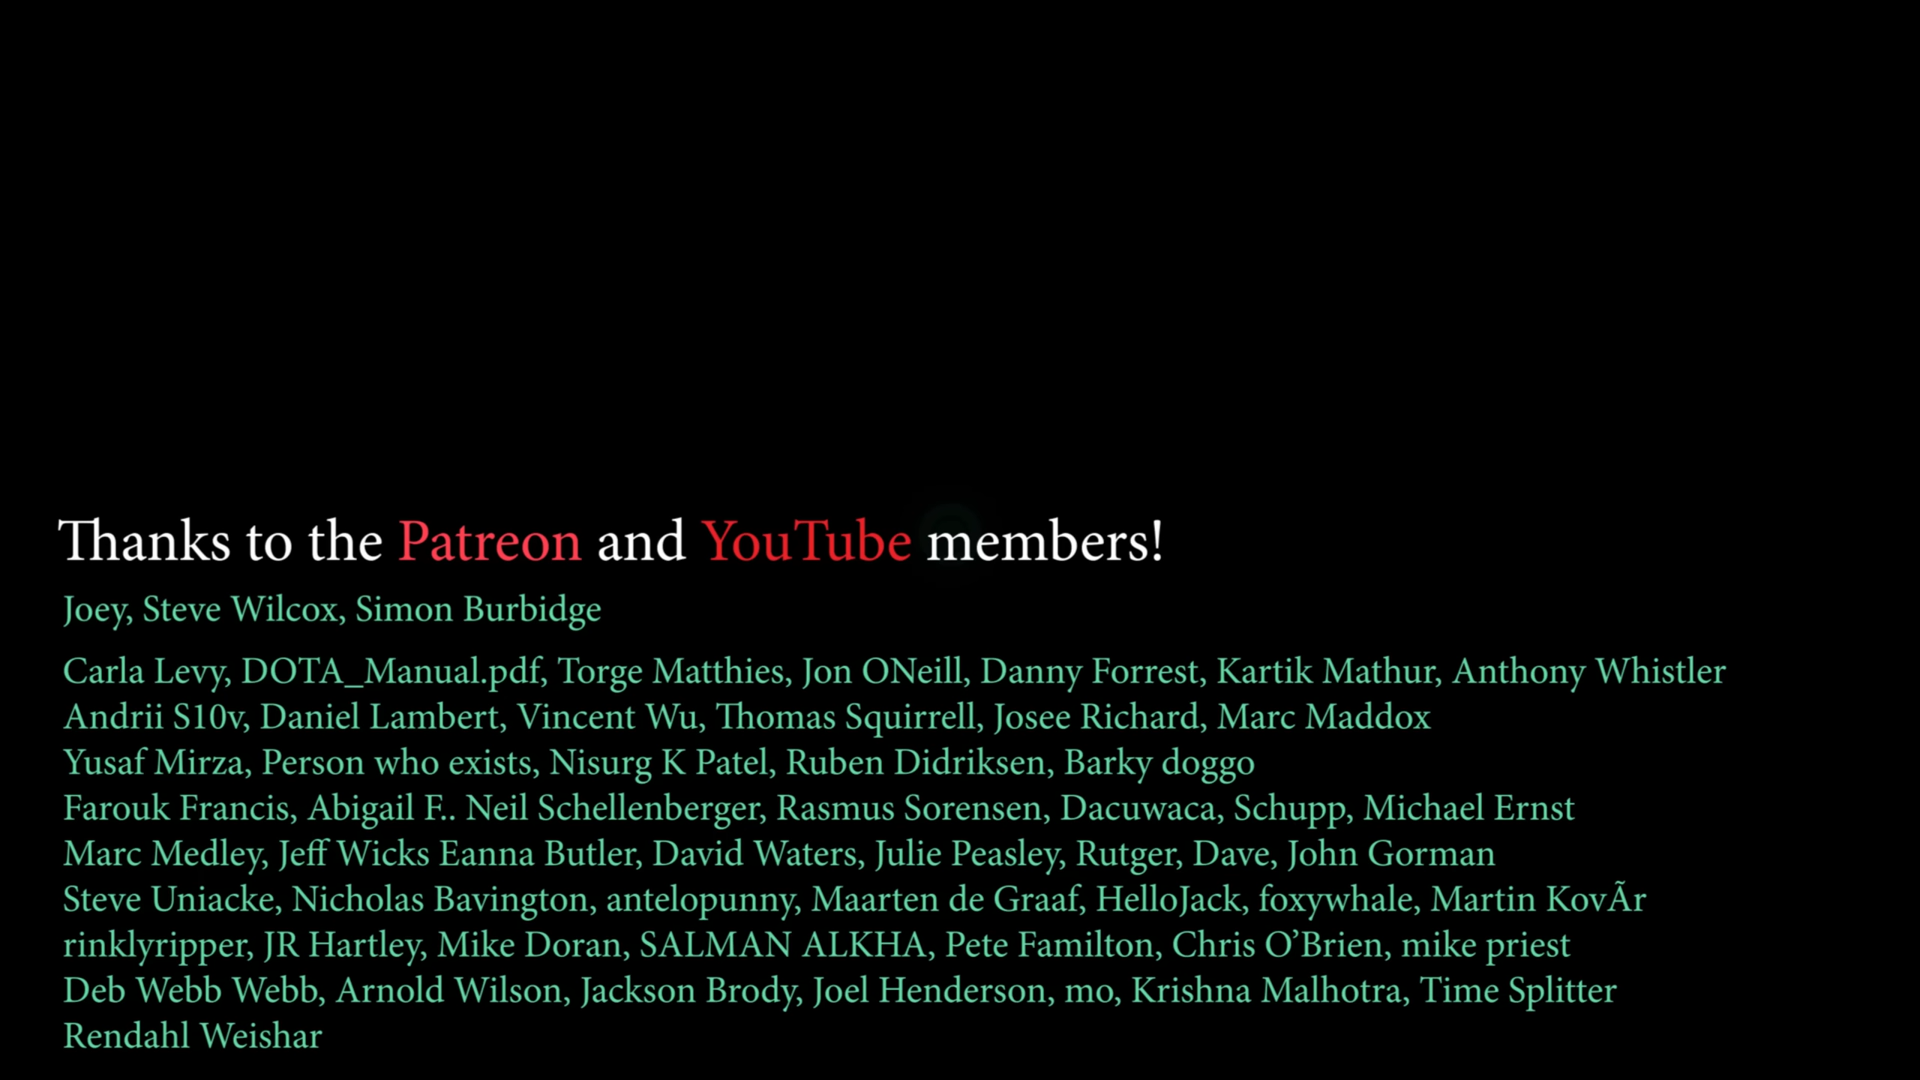 Thanks to the Patreon and YouTube members!
Joey, Steve Wilcox, Simon Burbidge
Carla Levy, DOTA_Manual.pdf, Torge Matthies, Jon ONeill, Danny Forrest, Kartik Mathur, Anthony Whistler
Andrii S10v, Daniel Lambert, Vincent Wu, Thomas Squirrell, Josee Richard, Marc Maddox
Yusaf Mirza, Person who exists, Nisurg K Patel, Ruben Didriksen, Barky doggo
Farouk Francis, Abigail F.. Neil Schellenberger, Rasmus Sorensen, Dacuwaca, Schupp, Michael Ernst
Marc Medley, Jeff Wicks Eanna Butler, David Waters, Julie Peasley, Rutger, Dave, John Gorman
Steve Uniacke, Nicholas Bavington, antelopunny, Maarten de Graaf, HelloJack, foxywhale, Martin KovÃr
rinklyripper, JR Hartley, Mike Doran, SALMAN ALKHA, Pete Familton, Chris O’Brien, mike priest
Deb Webb Webb, Arnold Wilson, Jackson Brody, Joel Henderson, mo, Krishna Malhotra, Time Splitter
Rendahl Weishar